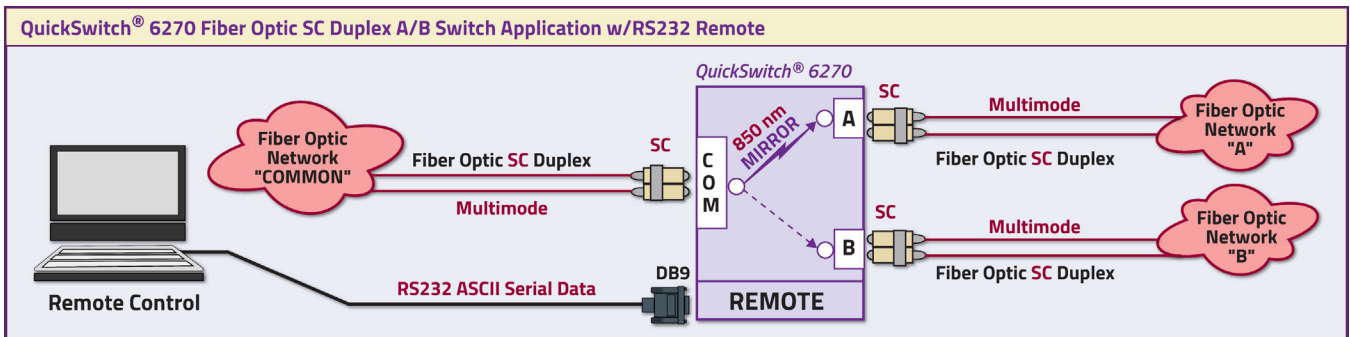 QuickSwitch® 6270 Fiber Optic SC Duplex A/B Switch Application w/RS232 Remote
QuickSwitch® 6270
Fiber Optic
Network
"COMMON"
Fiber Optic SC Duplex
Multimode
SC
COM
850 nm
MIRROR
A
SC
Multimode
Fiber Optic SC Duplex
Fiber Optic
Network
"A"
B
SC
Multimode
Fiber Optic SC Duplex
Fiber Optic
Network
"B"
Remote Control
RS232 ASCII Serial Data
DB9
REMOTE